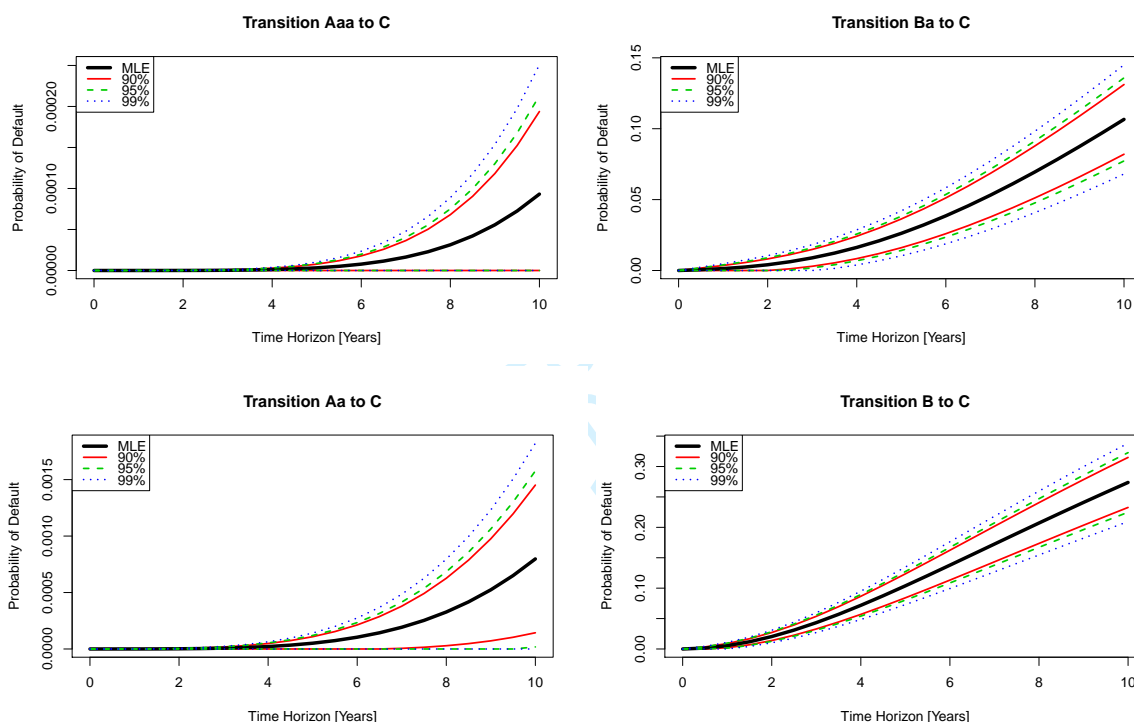 Transition Aaa to C
MLE
90%
95%
99%
Probability of Default
0.00000
0.00010
0.00020
0 2 4 6 8 10
Time Horizon [Years]
Transition Ba to C
MLE
90%
95%
99%
Probability of Default
0.00
0.05
0.10
0.15
0 2 4 6 8 10
Time Horizon [Years]
Transition Aa to C
MLE
90%
95%
99%
Probability of Default
0.0000
0.0005
0.0010
0.0015
0 2 4 6 8 10
Time Horizon [Years]
Transition B to C
MLE
90%
95%
99%
Probability of Default
0.00
0.10
0.20
0.30
0 2 4 6 8 10
Time Horizon [Years]